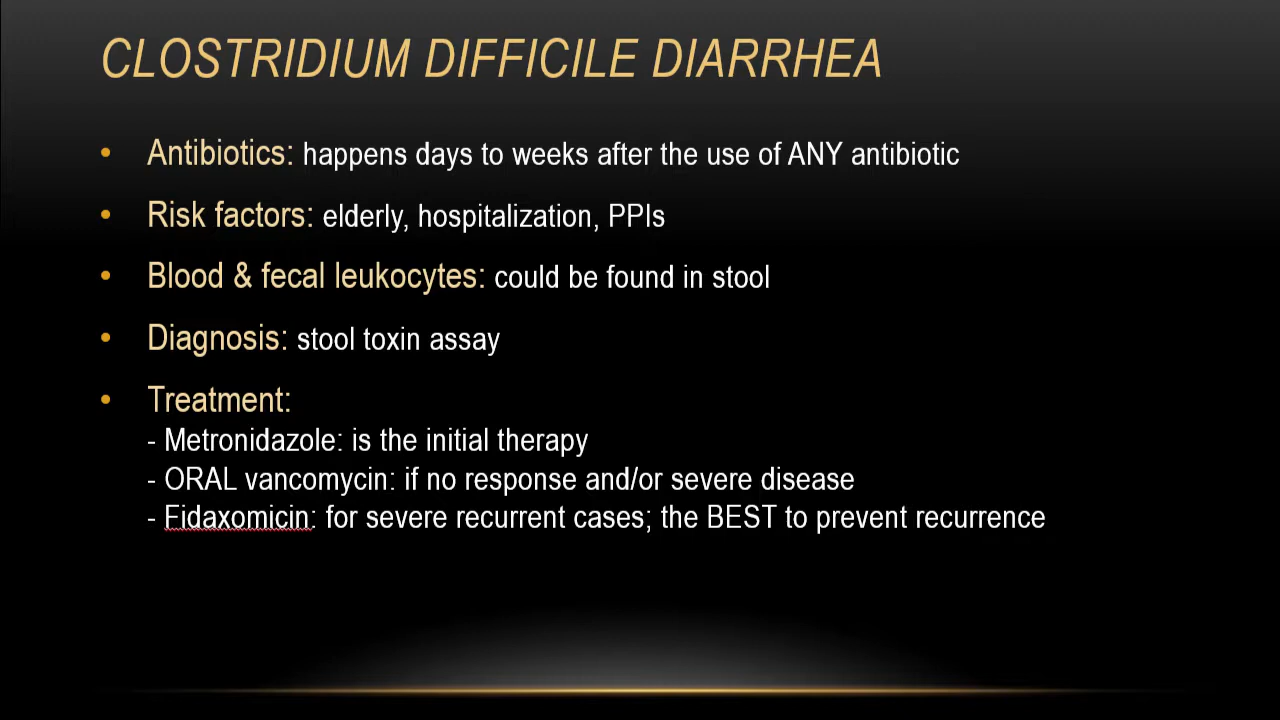 CLOSTRIDIUM DIFFICILE DIARRHEA
• Antibiotics: happens days to weeks after the use of ANY antibiotic
• Risk factors: elderly, hospitalization, PPIs
• Blood & fecal leukocytes: could be found in stool
• Diagnosis: stool toxin assay
• Treatment:
- Metronidazole: is the initial therapy
- ORAL vancomycin: if no response and/or severe disease
- Fidaxomicin: for severe recurrent cases; the BEST to prevent recurrence